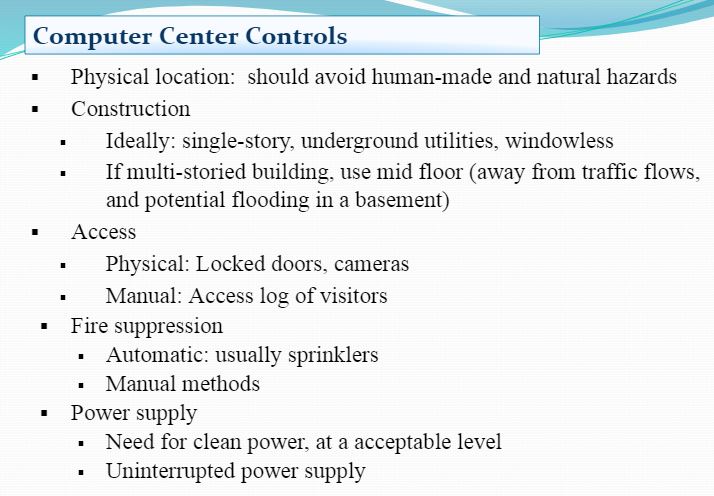 Computer Center Controls
▪ Physical location: should avoid human-made and natural hazards
▪ Construction
▪ Ideally: single-story, underground utilities, windowless
▪ If multi-storied building, use mid floor (away from traffic flows,
and potential flooding in a basement)
▪ Access
▪ Physical: Locked doors, cameras
▪ Manual: Access log of visitors
▪ Fire suppression
▪ Automatic: usually sprinklers
▪ Manual methods
▪ Power supply
▪ Need for clean power, at a acceptable level
▪ Uninterrupted power supply